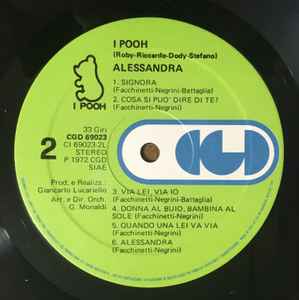 I POOH
(Roby-Riccardo-Dody-Stefano)
ALESSANDRA
I POOH
1. SIGNORA
(Facchinetti-Negrini-Battaglia)
2. COSA SI PUO' DIRE DI TE?
(Facchinetti-Negrini)
33 Giri
CGD 69023
CI 69023-2L
STEREO
P 1972 CGD
SIAE
2
CGD
Prod. e Realizz.:
Giancarlo Lucariello
Arr. e Dir. Orch.:
G. Monaldi
3. VIA LEI, VIA IO
(Facchinetti-Negrini-Battaglia)
4. DONNA AL BUIO, BAMBINA AL
SOLE (Facchinetti-Negrini)
5. QUANDO UNA LEI VA VIA
(Facchinetti-Negrini)
6. ALESSANDRA
(Facchinetti-Negrini)